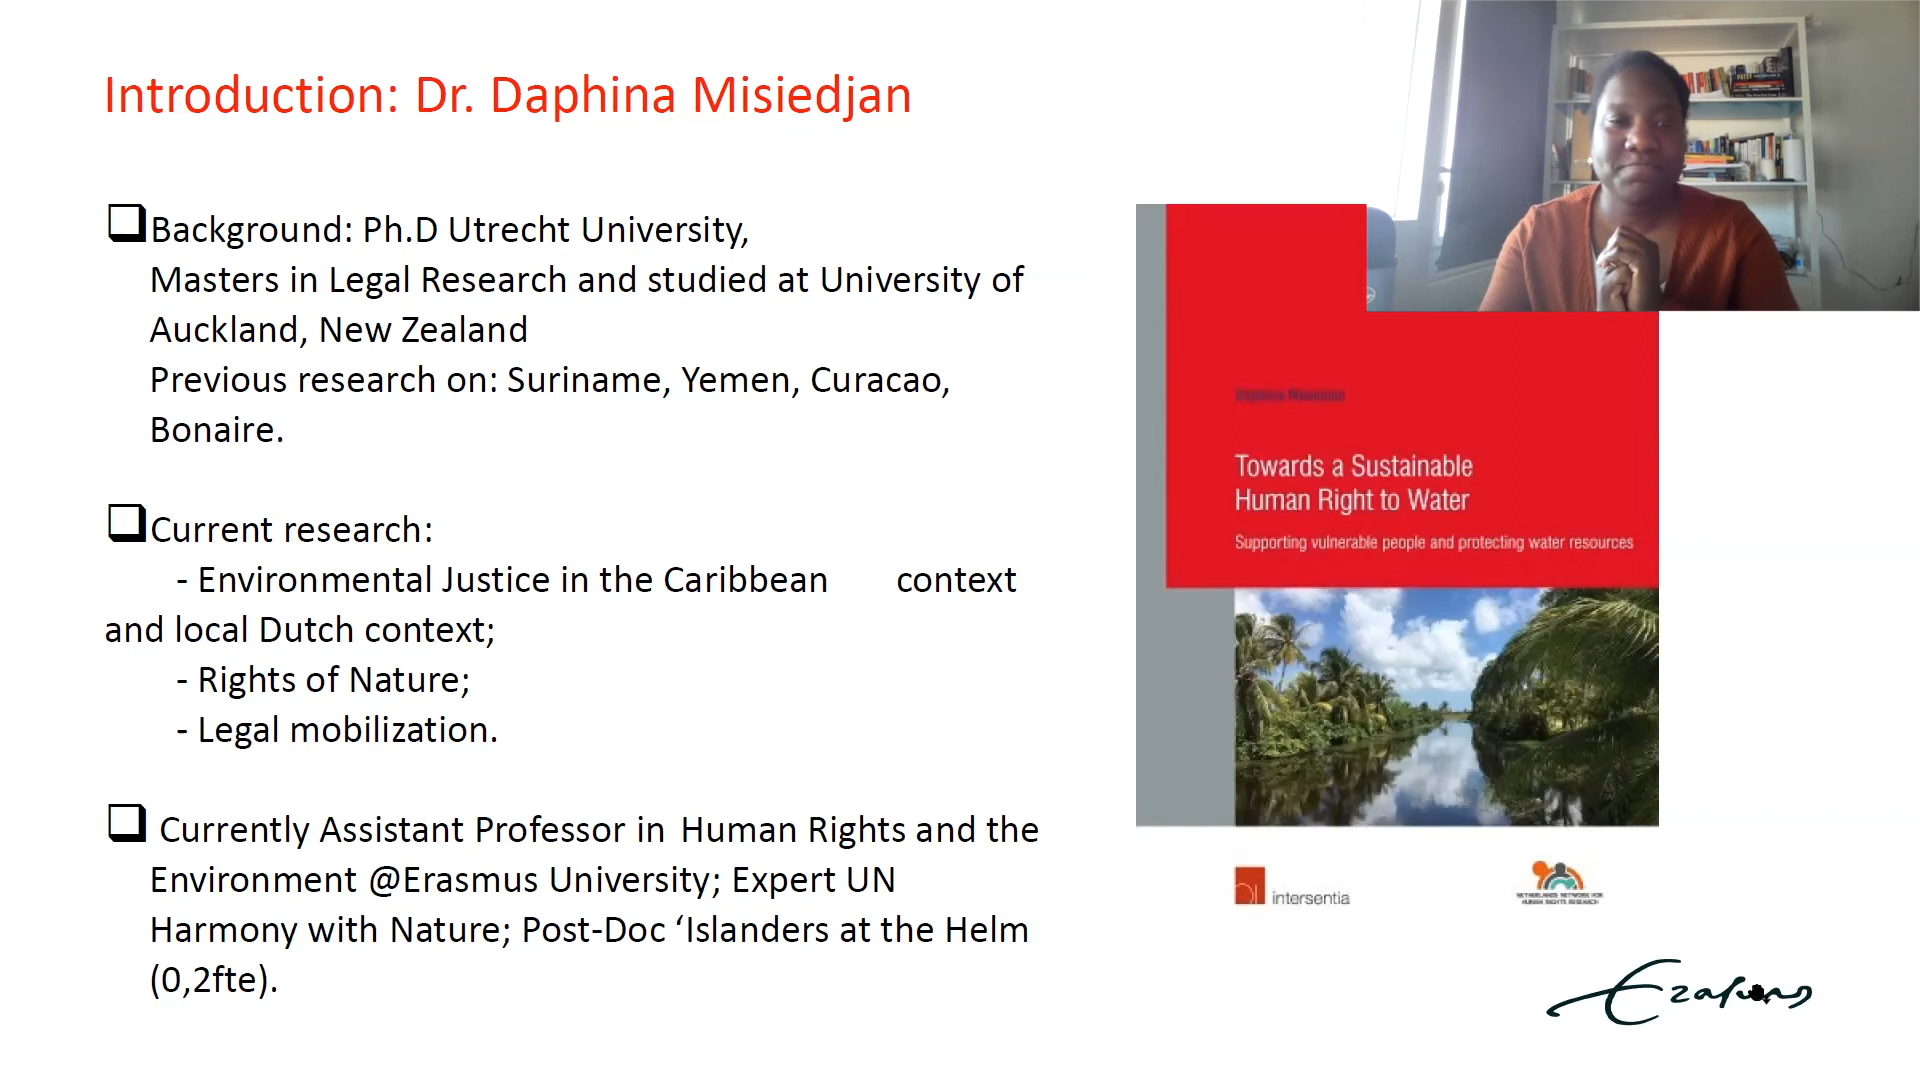 Introduction: Dr. Daphina Misiedjan
Background: Ph.D Utrecht University,
Masters in Legal Research and studied at University of
Auckland, New Zealand
Previous research on: Suriname, Yemen, Curacao,
Bonaire.
Current research:
- Environmental Justice in the Caribbean context
and local Dutch context;
- Rights of Nature;
- Legal mobilization.
Currently Assistant Professor in Human Rights and the
Environment @Erasmus University; Expert UN
Harmony with Nature; Post-Doc ‘Islanders at the Helm
(0,2fte).
Daphina Misiedjan
Towards a Sustainable
Human Right to Water
Supporting vulnerable people and protecting water resources
intersentia
NETHERLANDS NETWORK FOR
HUMAN RIGHTS RESEARCH
Erasmus